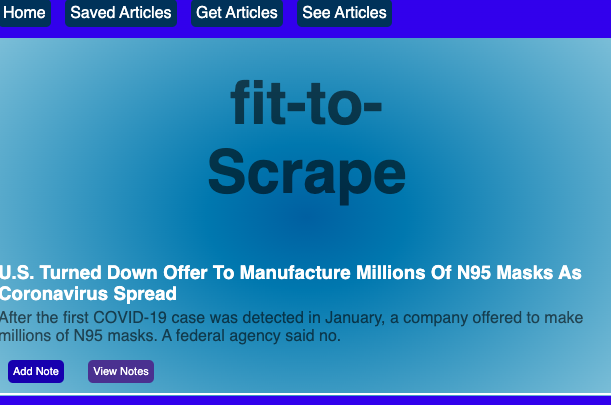 Home Saved Articles Get Articles See Articles
fit-to-
Scrape
U.S. Turned Down Offer To Manufacture Millions Of N95 Masks As
Coronavirus Spread
After the first COVID-19 case was detected in January, a company offered to make
millions of N95 masks. A federal agency said no.
Add Note View Notes